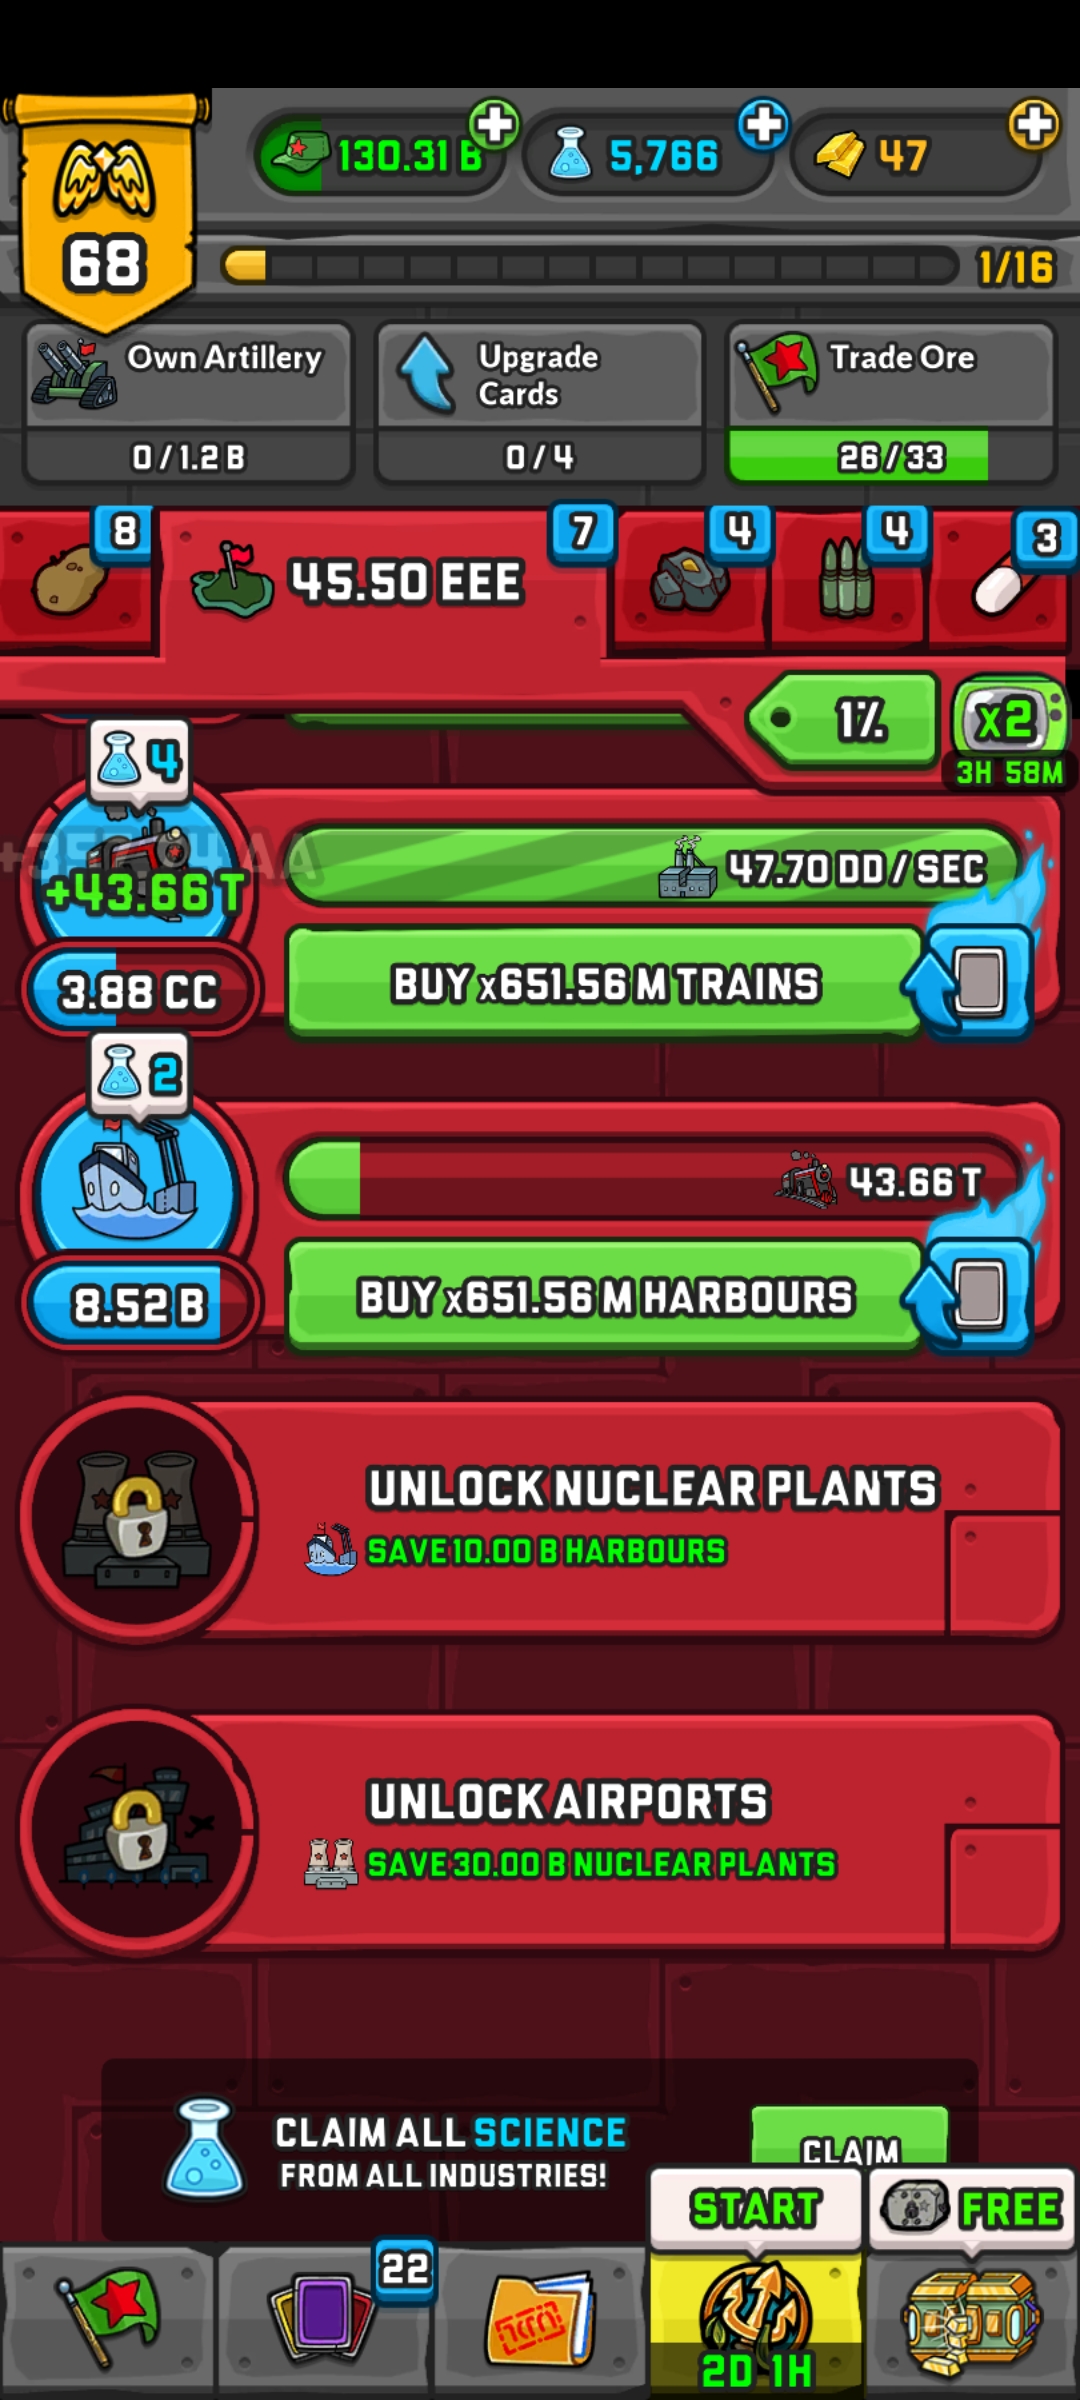 130.31 B
5,766
47
68
1/16
Own Artillery
0 / 1.2 B
Upgrade
Cards
0 / 4
Trade Ore
26 / 33
8
45.50 EEE
7
4
4
3
1%
x2
3H 58M
4
+43.66 T
47.70 DD / SEC
3.88 CC
BUY x651.56 M TRAINS
2
43.66 T
8.52 B
BUY x651.56 M HARBOURS
UNLOCK NUCLEAR PLANTS
SAVE 10.00 B HARBOURS
UNLOCK AIRPORTS
SAVE 30.00 B NUCLEAR PLANTS
CLAIM ALL SCIENCE
FROM ALL INDUSTRIES!
CLAIM
START
FREE
22
2D 1H